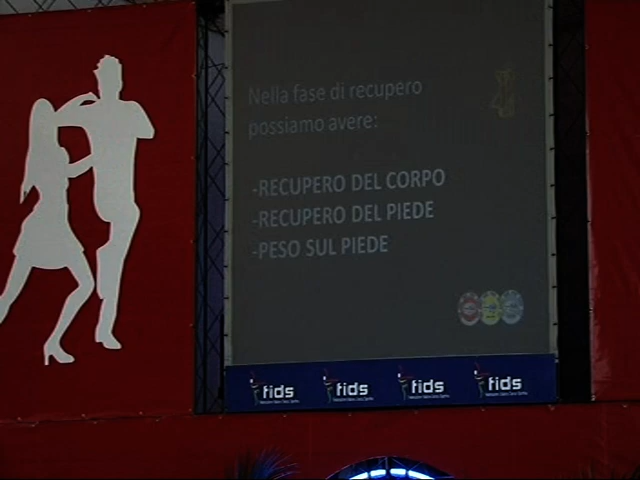 Nella fase di recupero
possiamo avere:
-RECUPERO DEL CORPO
-RECUPERO DEL PIEDE
-PESO SUL PIEDE
fids fids fids fids